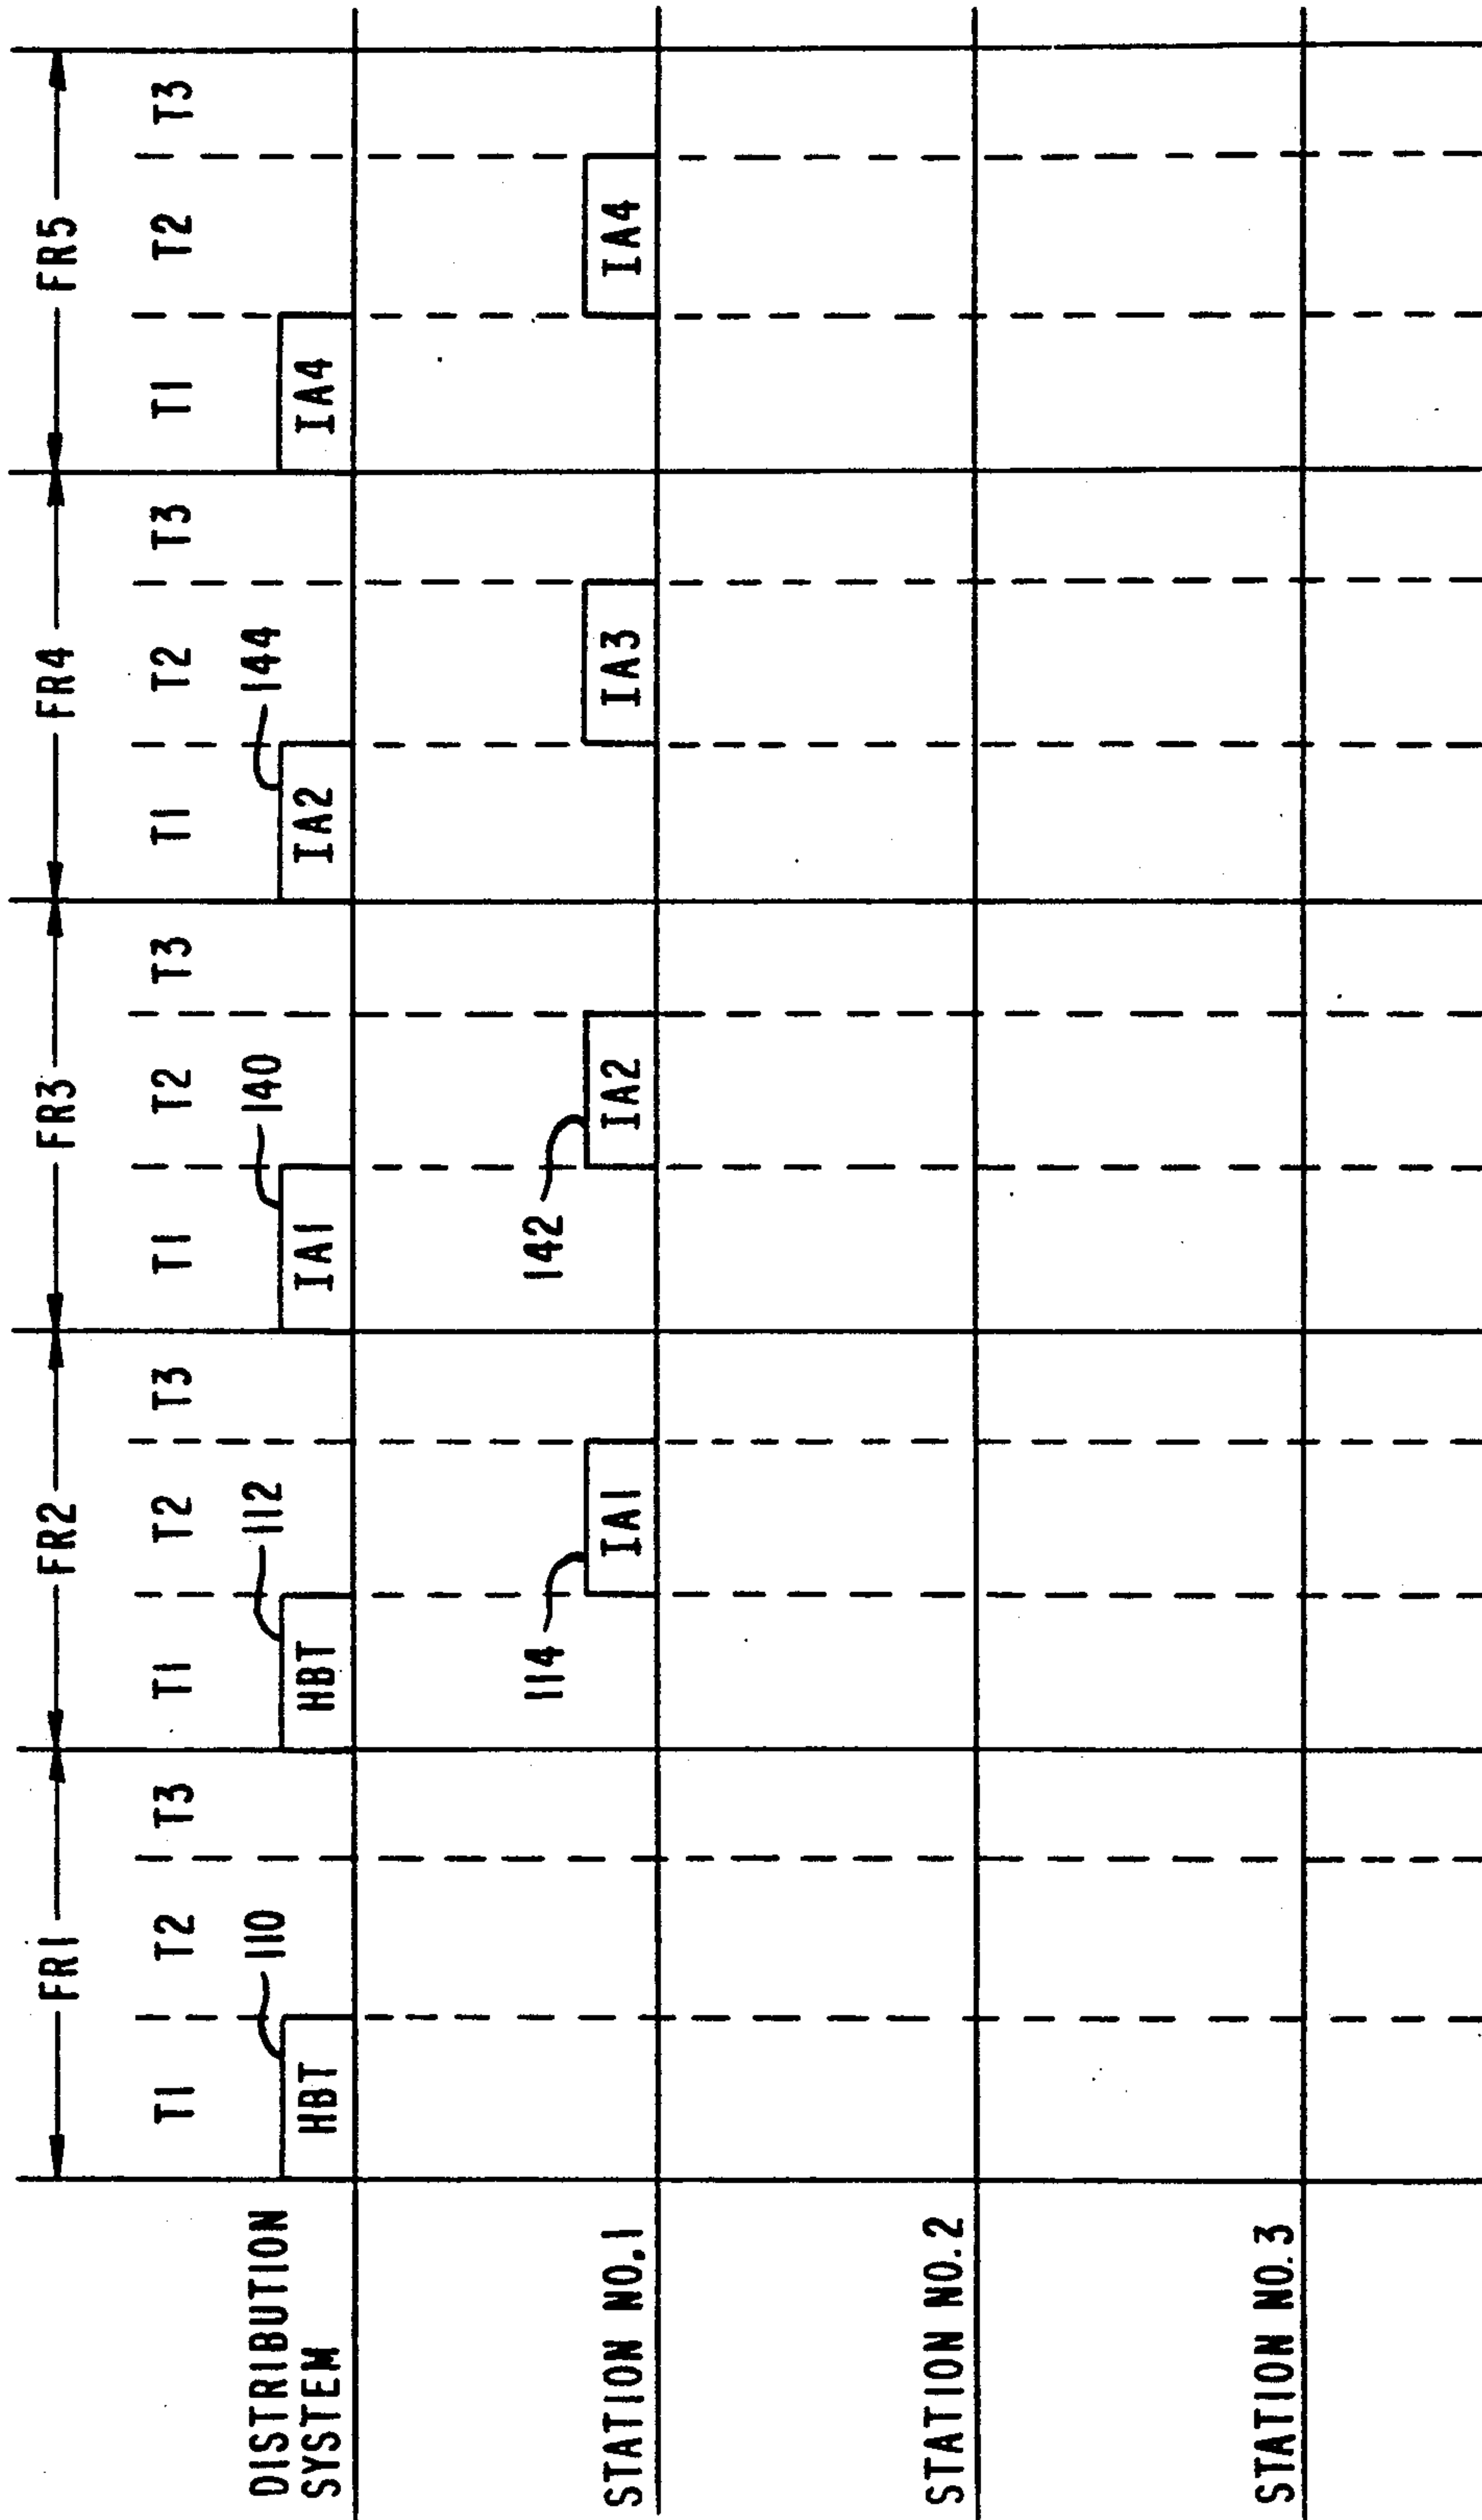 FR1 FR2 FR3 FR4 FR5
T1 T2 T3 T1 T2 T3 T1 T2 T3 T1 T2 T3 T1 T2 T3
110 112 140 144
DISTRIBUTION
SYSTEM
HBT HBT IA1 IA2 IA4
114 142
STATION NO.1
IA1 IA2 IA3 IA4
STATION NO.2
STATION NO.3